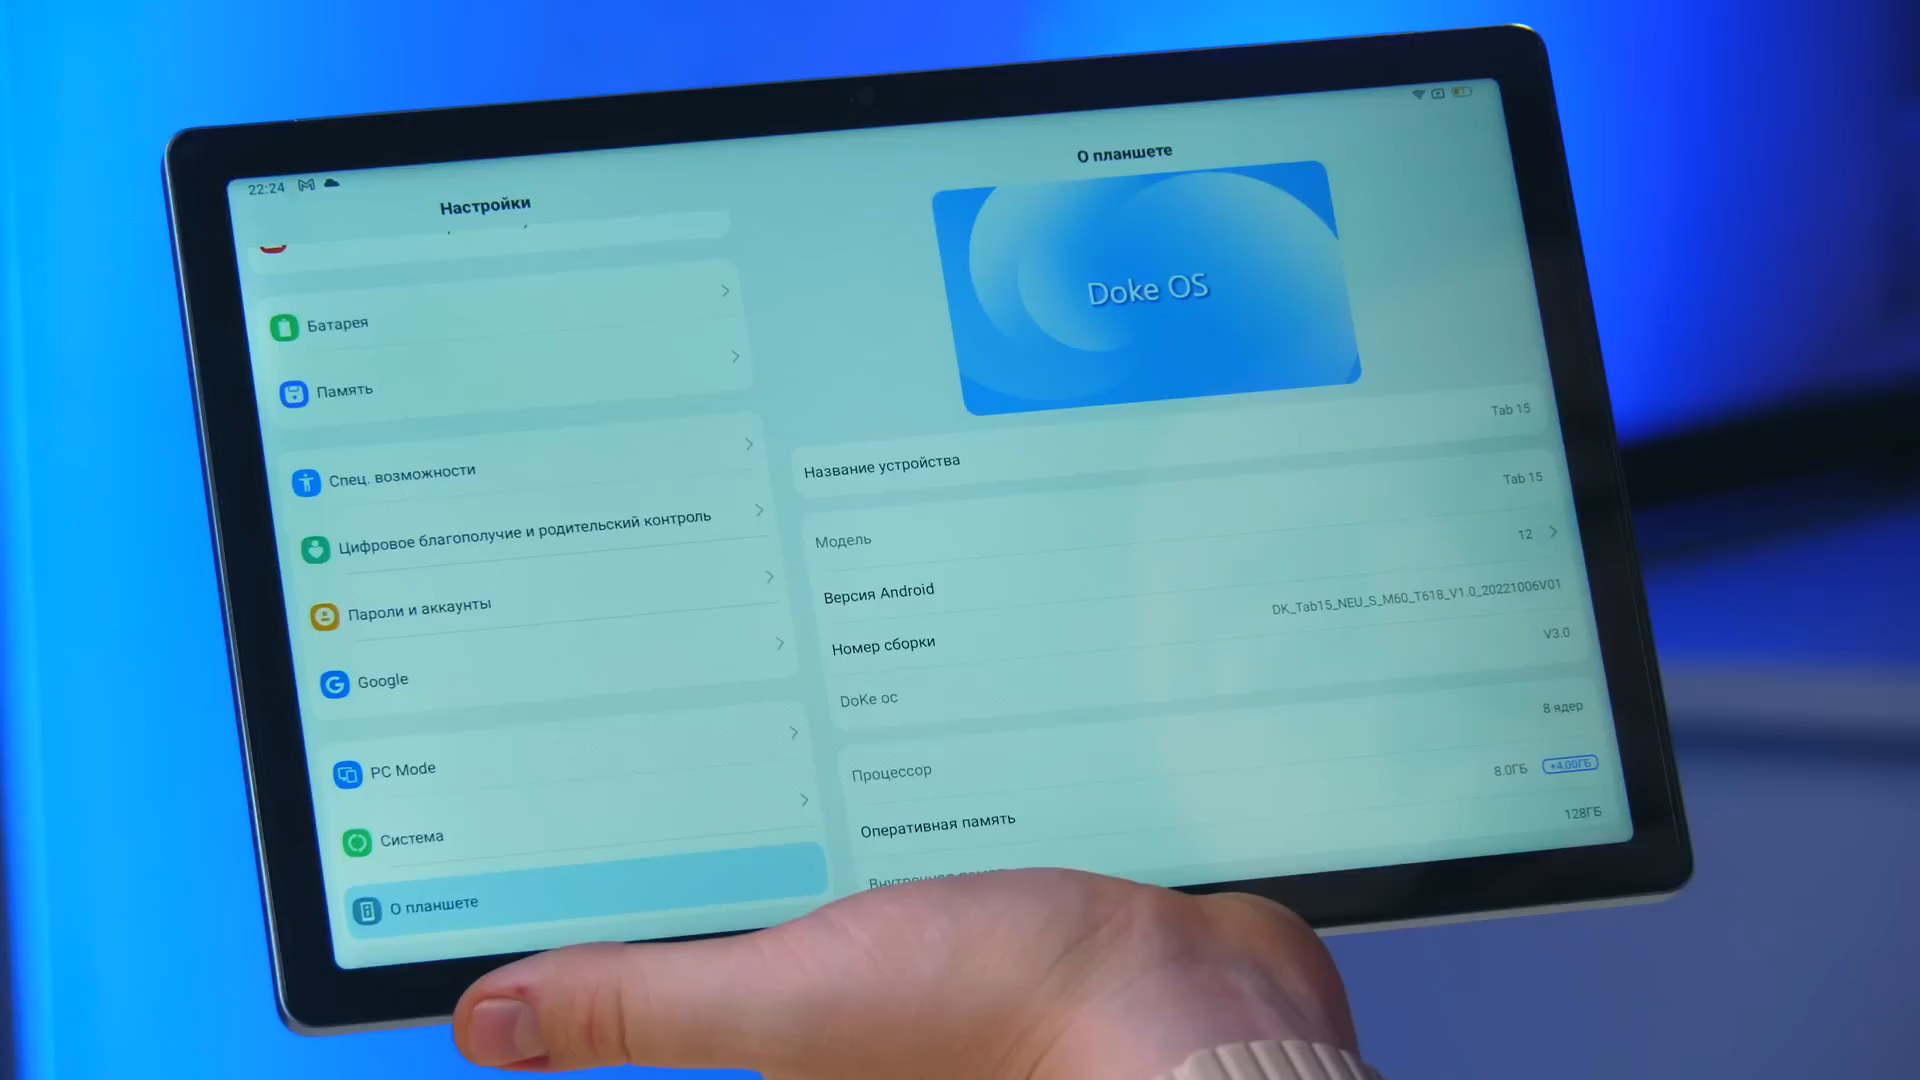 22:24
Настройки
Батарея
Память
Спец. возможности
Цифровое благополучие и родительский контроль
Пароли и аккаунты
Google
PC Mode
Система
О планшете
О планшете
Doke OS
Название устройства Tab 15
Модель Tab 15
Версия Android 12
Номер сборки DK_Tab15_NEU_S_M60_T618_V1.0_20221006V01
DoKe ос V3.0
Процессор 8 ядер
Оперативная память 8.0ГБ +4.00ГБ
128ГБ